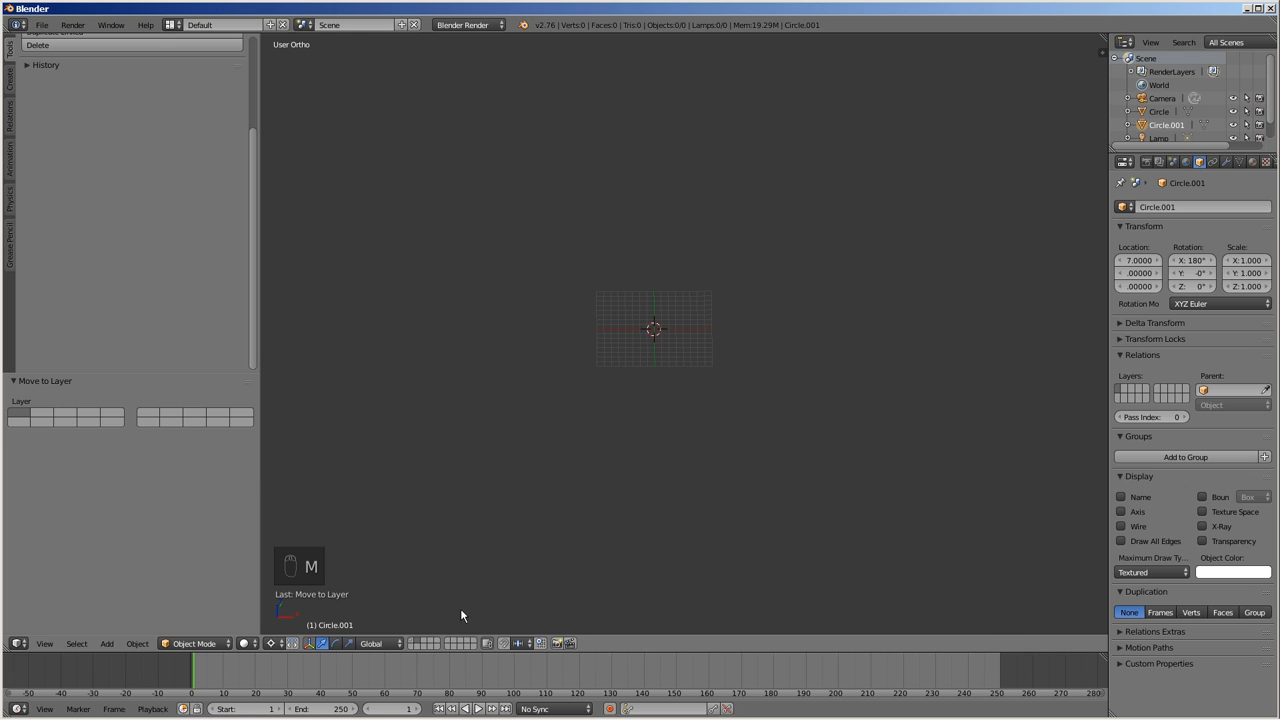 Blender
File Render Window Help Default Scene Blender Render v2.76 | Verts:0 | Faces:0 | Tris:0 | Objects:0/0 | Lamps:0/0 | Mem:19.29M | Circle.001
Tools
Create
Relations
Animation
Physics
Grease Pencil
Delete
History
Move to Layer
Layer
User Ortho
M
Last: Move to Layer
(1) Circle.001
View Select Add Object Object Mode Global
-50 -40 -30 -20 -10 0 10 20 30 40 50 60 70 80 90 100 110 120 130 140 150 160 170 180 190 200 210 220 230 240 250 260 270 280
View Marker Frame Playback Start: 1 End: 250 1 No Sync
View Search All Scenes
Scene
RenderLayers
World
Camera
Circle
Circle.001
Lamp
Circle.001
Circle.001
Transform
Location: Rotation: Scale:
7.0000 X: 180° X:1.000
.00000 Y: -0° Y: 1.000
.00000 Z: 0° Z:1.000
Rotation Mo XYZ Euler
Delta Transform
Transform Locks
Relations
Layers: Parent:
Object
Pass Index: 0
Groups
Add to Group
Display
Name Boun Box
Axis Texture Space
Wire X-Ray
Draw All Edges Transparency
Maximum Draw Ty... Object Color:
Textured
Duplication
None Frames Verts Faces Group
Relations Extras
Motion Paths
Custom Properties